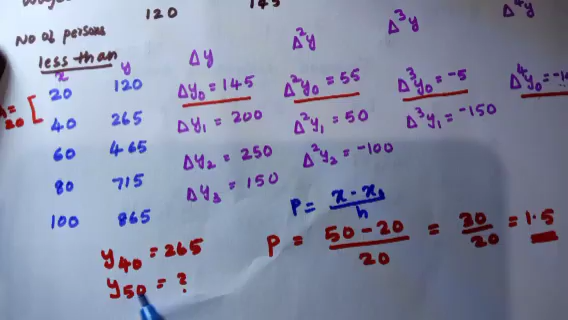 120 145
No of persons
less than
x y Δy Δ²y Δ³y Δ⁴y
20 120 Δy₀ = 145 Δ²y₀ = 55 Δ³y₀ = -5 Δ⁴y₀ =
40 265 Δy₁ = 200 Δ²y₁ = 50 Δ³y₁ = -150
60 465 Δy₂ = 250 Δ²y₂ = -100
80 715 Δy₃ = 150
100 865
P = x - x₀ / h
y₄₀ = 265
P = 50 - 20 / 20 = 30 / 20 = 1.5
y₅₀ = ?